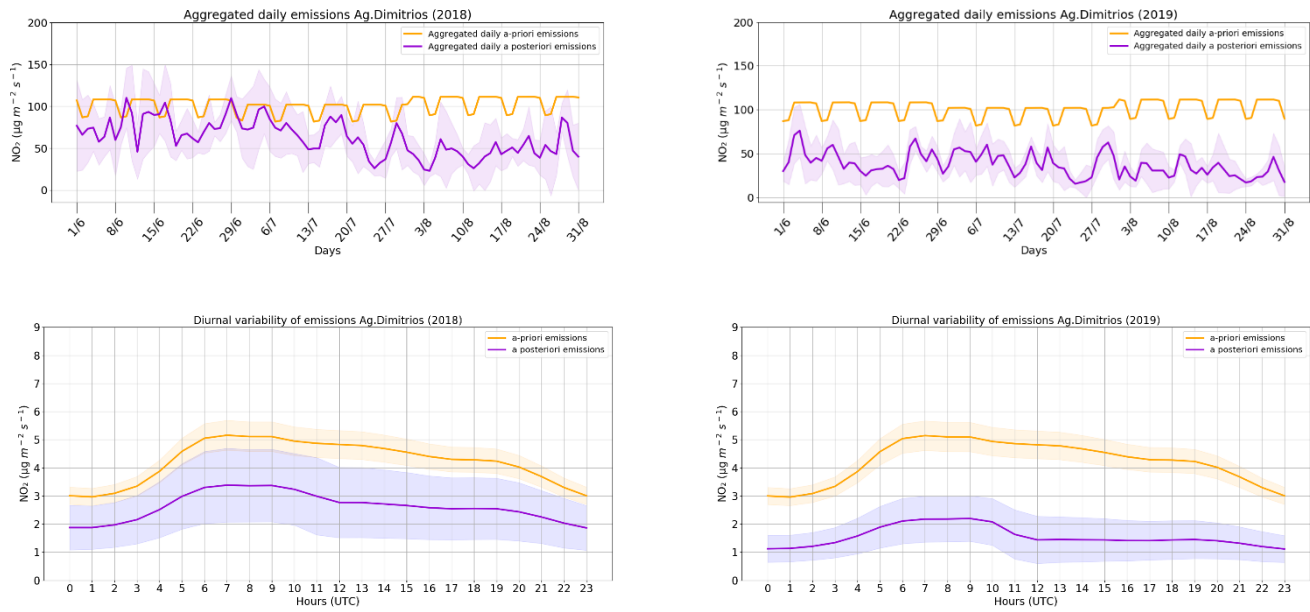 Aggregated daily emissions Ag.Dimitrios (2018)
Aggregated daily a-priori emissions
Aggregated daily a posteriori emissions
NO₂ (μg m⁻² s⁻¹)
200
150
100
50
0
1/6 8/6 15/6 22/6 29/6 6/7 13/7 20/7 27/7 3/8 10/8 17/8 24/8 31/8
Days
Aggregated daily emissions Ag.Dimitrios (2019)
Aggregated daily a-priori emissions
Aggregated daily a posteriori emissions
NO₂ (μg m⁻² s⁻¹)
200
150
100
50
0
1/6 8/6 15/6 22/6 29/6 6/7 13/7 20/7 27/7 3/8 10/8 17/8 24/8 31/8
Days
Diurnal variability of emissions Ag.Dimitrios (2018)
a-priori emissions
a posteriori emissions
NO₂ (μg m⁻² s⁻¹)
9
8
7
6
5
4
3
2
1
0
0 1 2 3 4 5 6 7 8 9 10 11 12 13 14 15 16 17 18 19 20 21 22 23
Hours (UTC)
Diurnal variability of emissions Ag.Dimitrios (2019)
a-priori emissions
a posteriori emissions
NO₂ (μg m⁻² s⁻¹)
9
8
7
6
5
4
3
2
1
0
0 1 2 3 4 5 6 7 8 9 10 11 12 13 14 15 16 17 18 19 20 21 22 23
Hours (UTC)